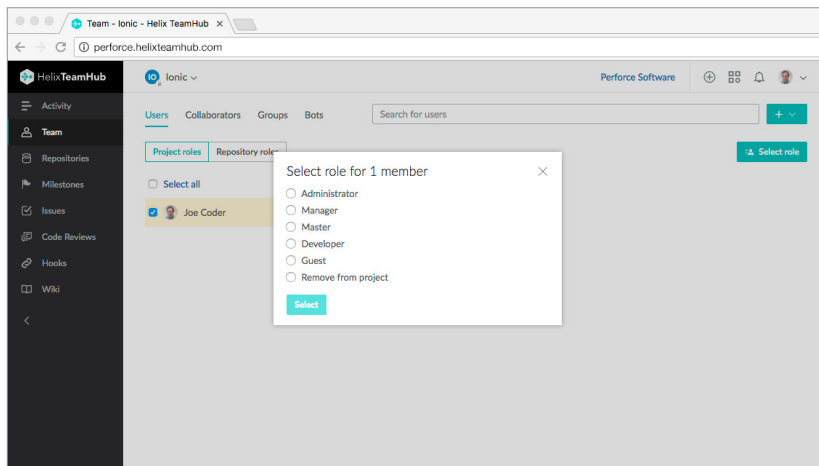 Team - Ionic - Helix TeamHub ×
perforce.helixteamhub.com
HelixTeamHub
IO Ionic
Perforce Software
Activity
Team
Repositories
Milestones
Issues
Code Reviews
Hooks
Wiki
Users Collaborators Groups Bots
Search for users
+
Project roles Repository roles
Select role
Select all
Joe Coder
Select role for 1 member
Administrator
Manager
Master
Developer
Guest
Remove from project
Select